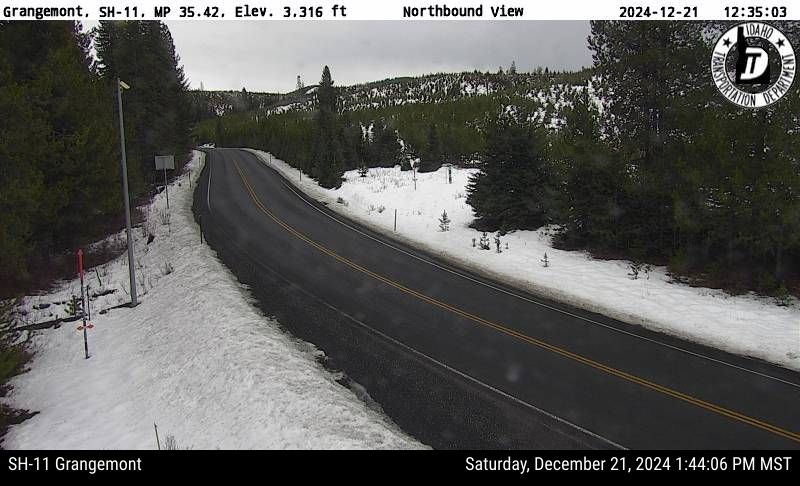 Grangemont, SH-11, MP 35.42, Elev. 3,316 ft Northbound View 2024-12-21 12:35:03
IDAHO
TRANSPORTATION DEPARTMENT
SH-11 Grangemont Saturday, December 21, 2024 1:44:06 PM MST